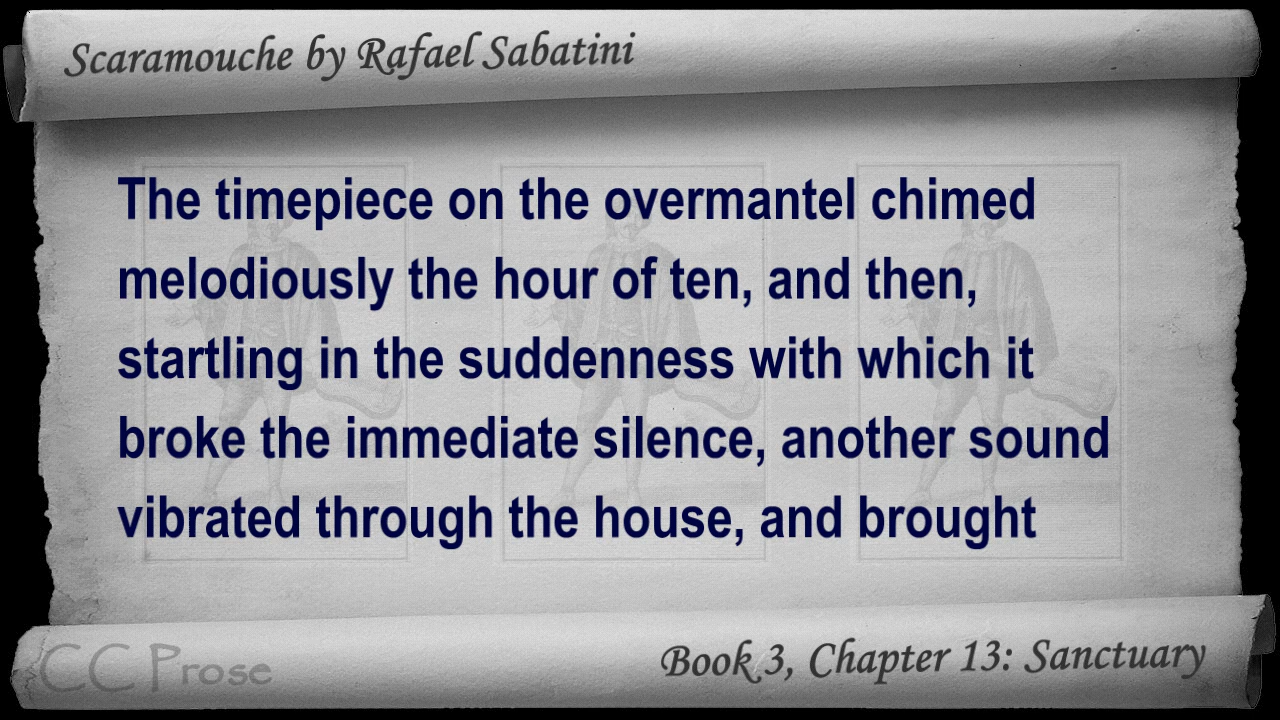 Scaramouche by Rafael Sabatini
The timepiece on the overmantel chimed
melodiously the hour of ten, and then,
startling in the suddenness with which it
broke the immediate silence, another sound
vibrated through the house, and brought
CC Prose
Book 3, Chapter 13: Sanctuary